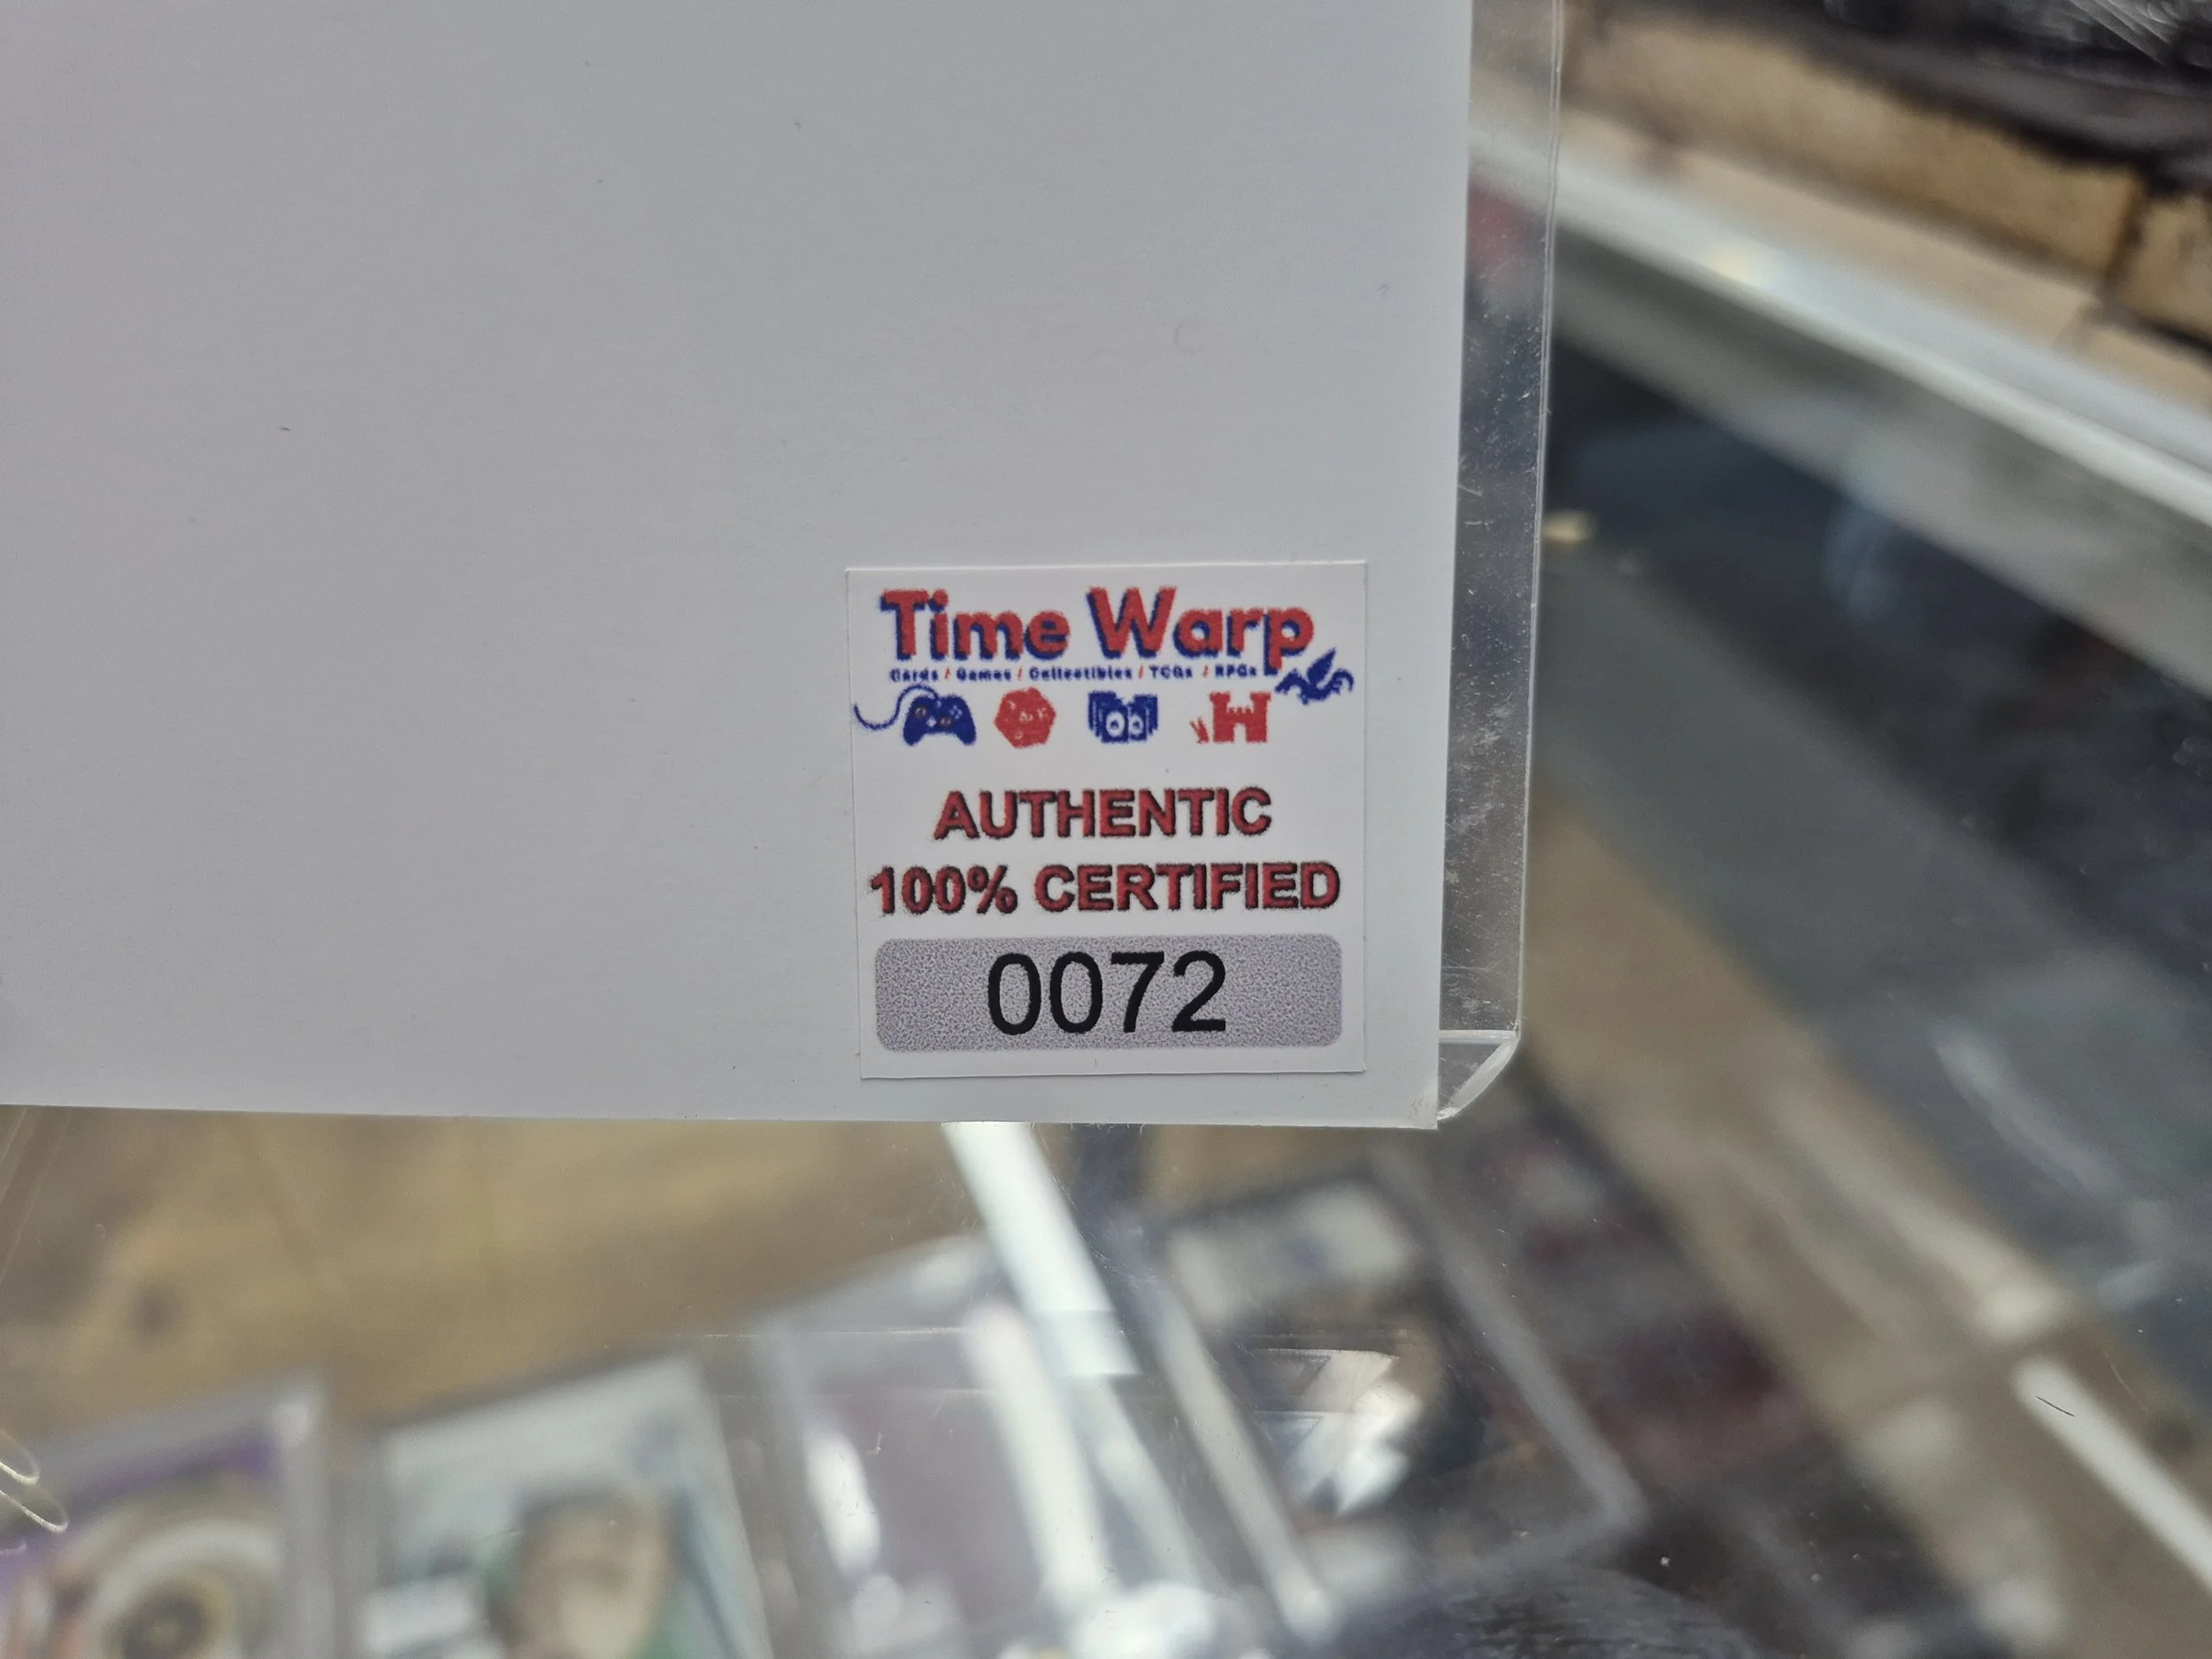 Time Warp
Cards / Games / Collectibles / TCGs / RPGs
AUTHENTIC
100% CERTIFIED
0072